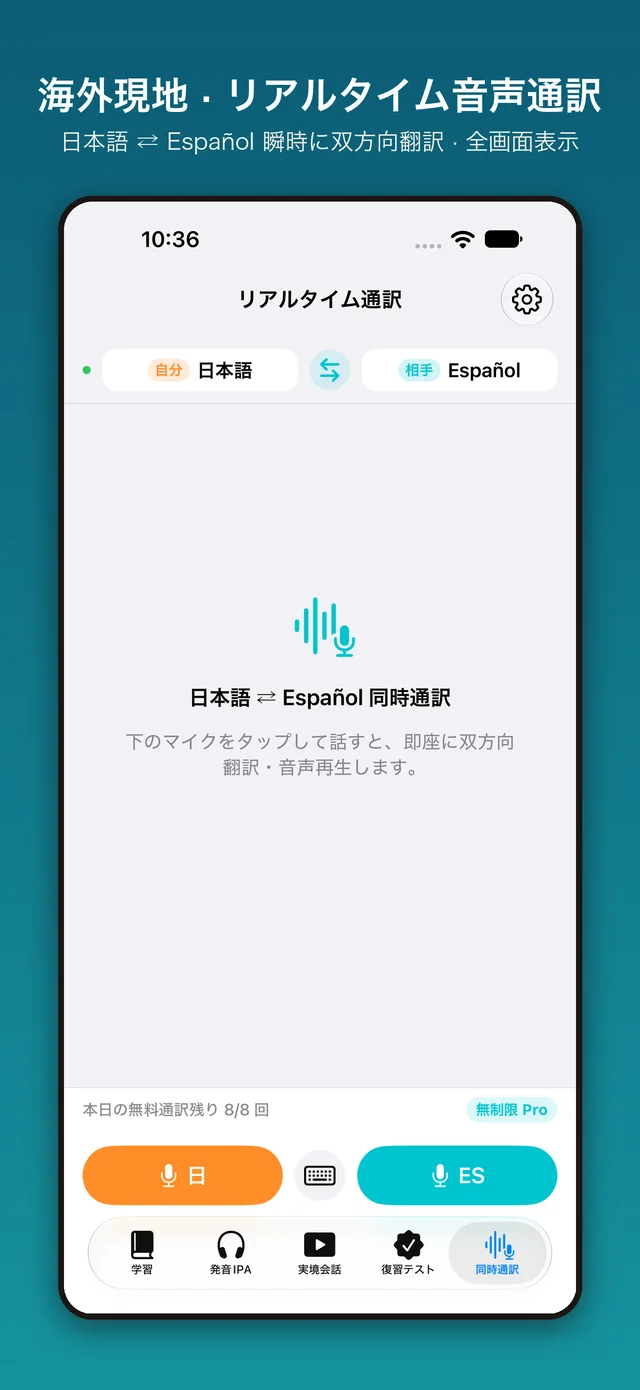 海外現地 · リアルタイム音声通訳
日本語 ⇄ Español 瞬時に双方向翻訳 · 全画面表示
10:36
リアルタイム通訳
自分 日本語
相手 Español
日本語 ⇄ Español 同時通訳
下のマイクをタップして話すと、即座に双方向
翻訳・音声再生します。
本日の無料通訳残り 8/8 回
無制限 Pro
日
ES
学習
発音IPA
実境会話
復習テスト
同時通訳